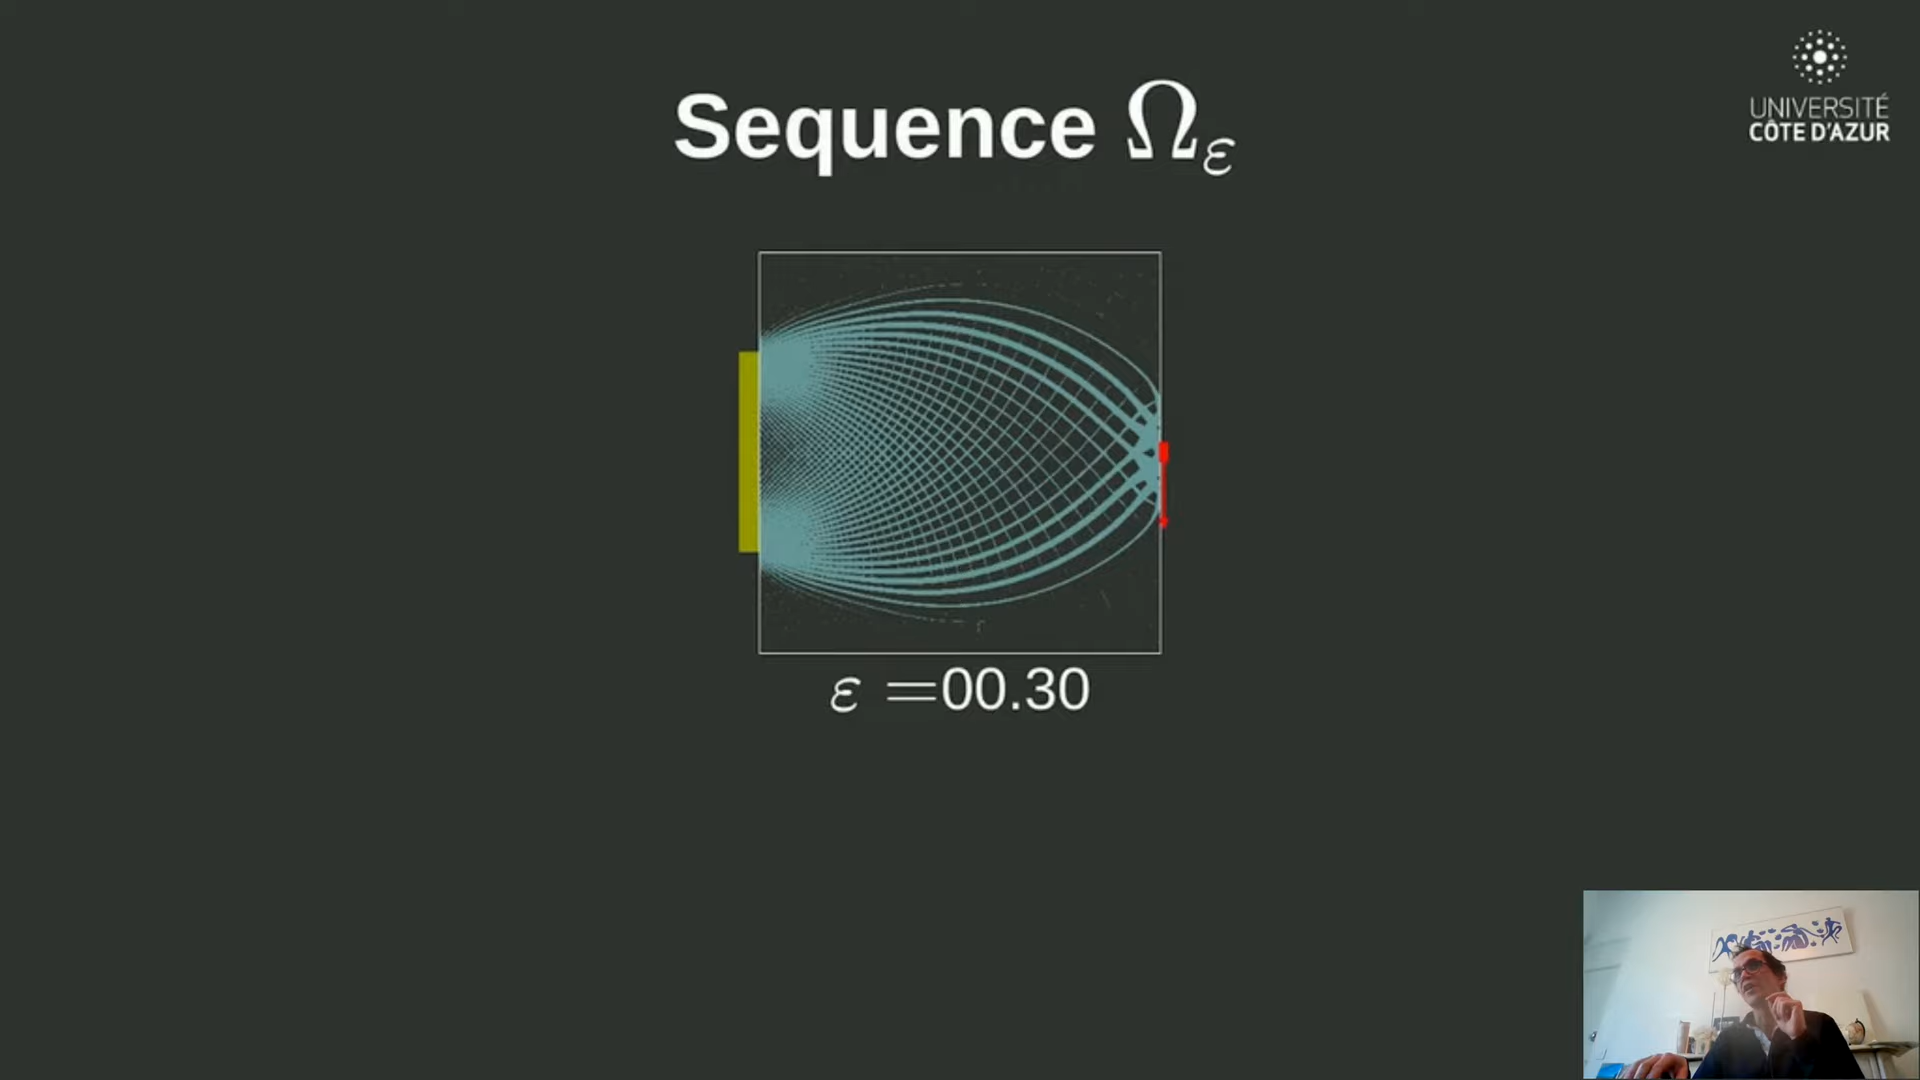 Sequence Ωε
UNIVERSITÉ
CÔTE D'AZUR
ε =00.30